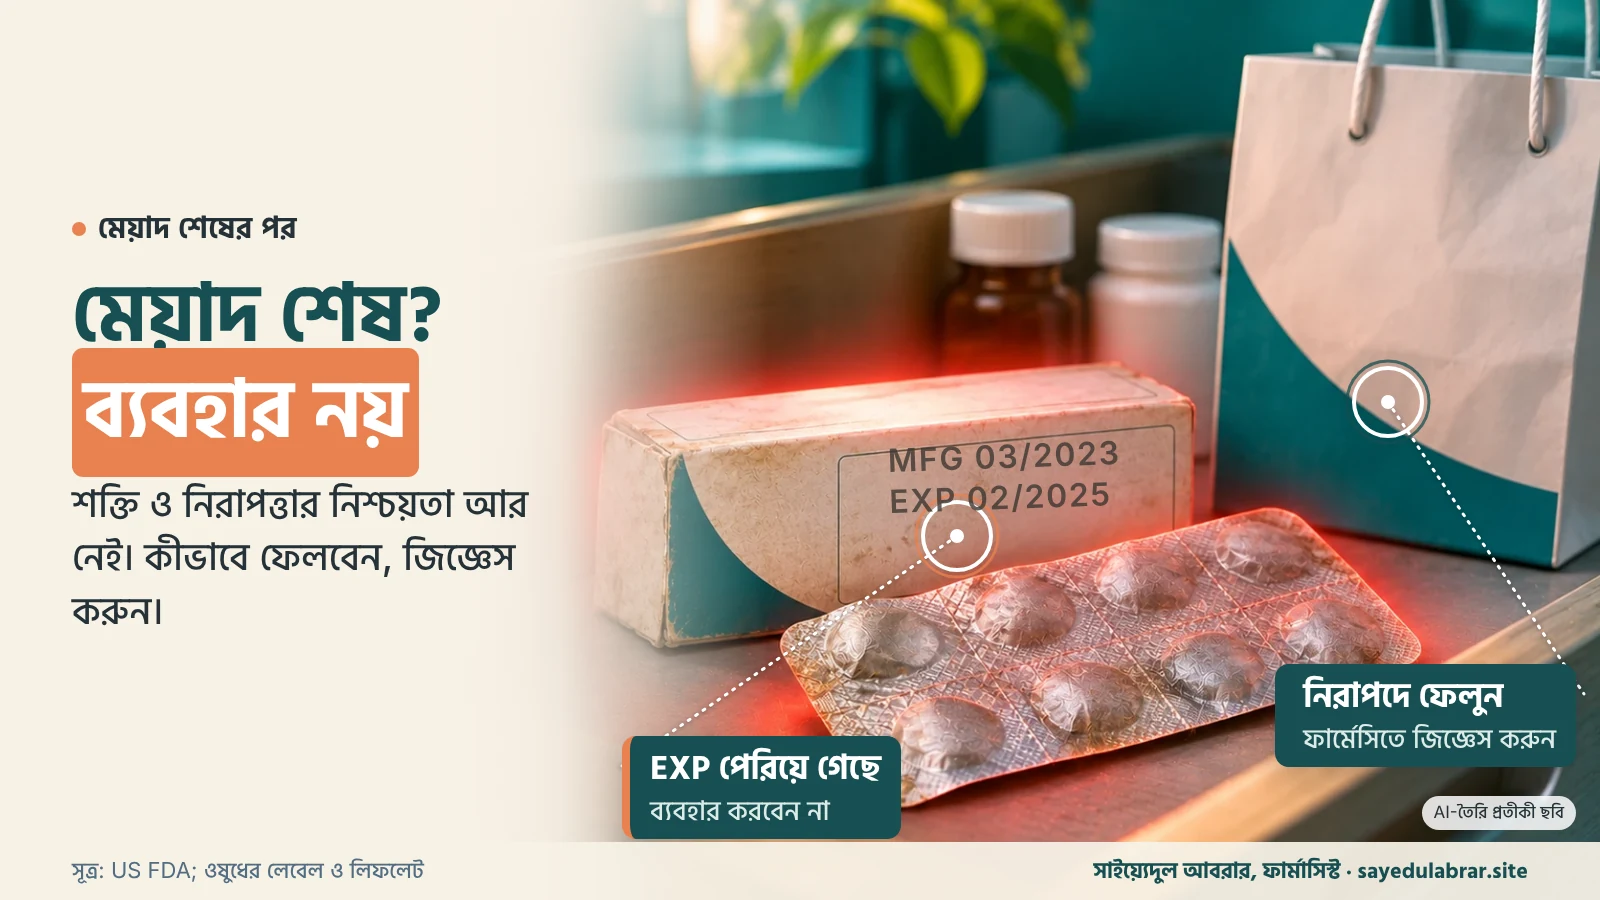 মেয়াদ শেষের পর
মেয়াদ শেষ?
ব্যবহার নয়
শক্তি ও নিরাপত্তার নিশ্চয়তা আর
নেই। কীভাবে ফেলবেন, জিজ্ঞেস
করুন।
MFG 03/2023
EXP 02/2025
EXP পেরিয়ে গেছে
ব্যবহার করবেন না
নিরাপদে ফেলুন
ফার্মেসিতে জিজ্ঞেস করুন
AI-তৈরি প্রতীকী ছবি
সূত্র: US FDA; ওষুধের লেবেল ও লিফলেট
সাইয়্যেদুল আবরার, ফার্মাসিস্ট · sayedulabrar.site